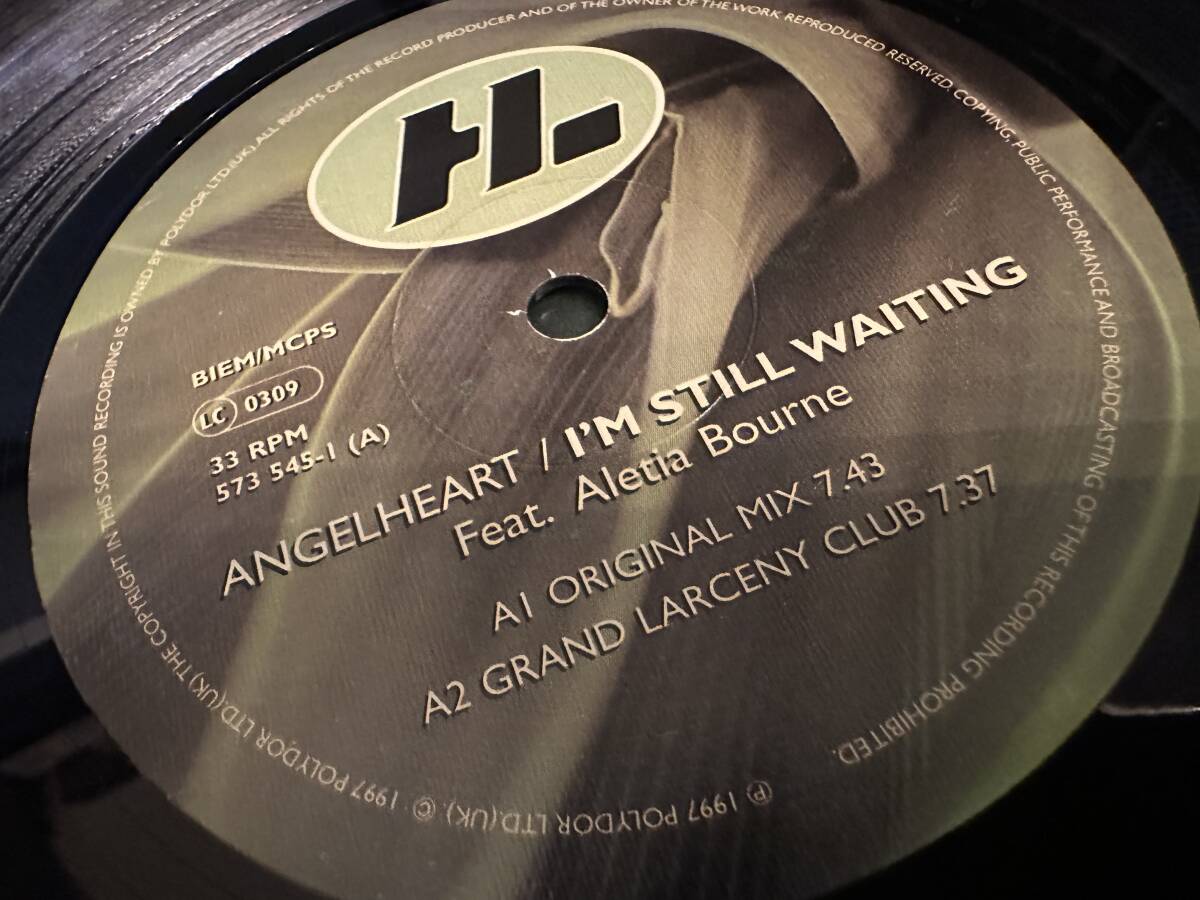 BIEM/MCPS
LC 0309
33 RPM
573 545-1 (A)
ANGELHEART / I'M STILL WAITING
Feat. Aletia Bourne
A1 ORIGINAL MIX 7.43
A2 GRAND LARCENY CLUB 7.37
Ⓟ 1997 POLYDOR LTD.(UK). © 1997 POLYDOR LTD.(UK) THE COPYRIGHT IN THIS SOUND RECORDING IS OWNED BY POLYDOR LTD.(UK). ALL RIGHTS OF THE RECORD PRODUCER AND OF THE OWNER OF THE WORK REPRODUCED RESERVED. COPYING, PUBLIC PERFORMANCE AND BROADCASTING OF THIS RECORDING PROHIBITED.